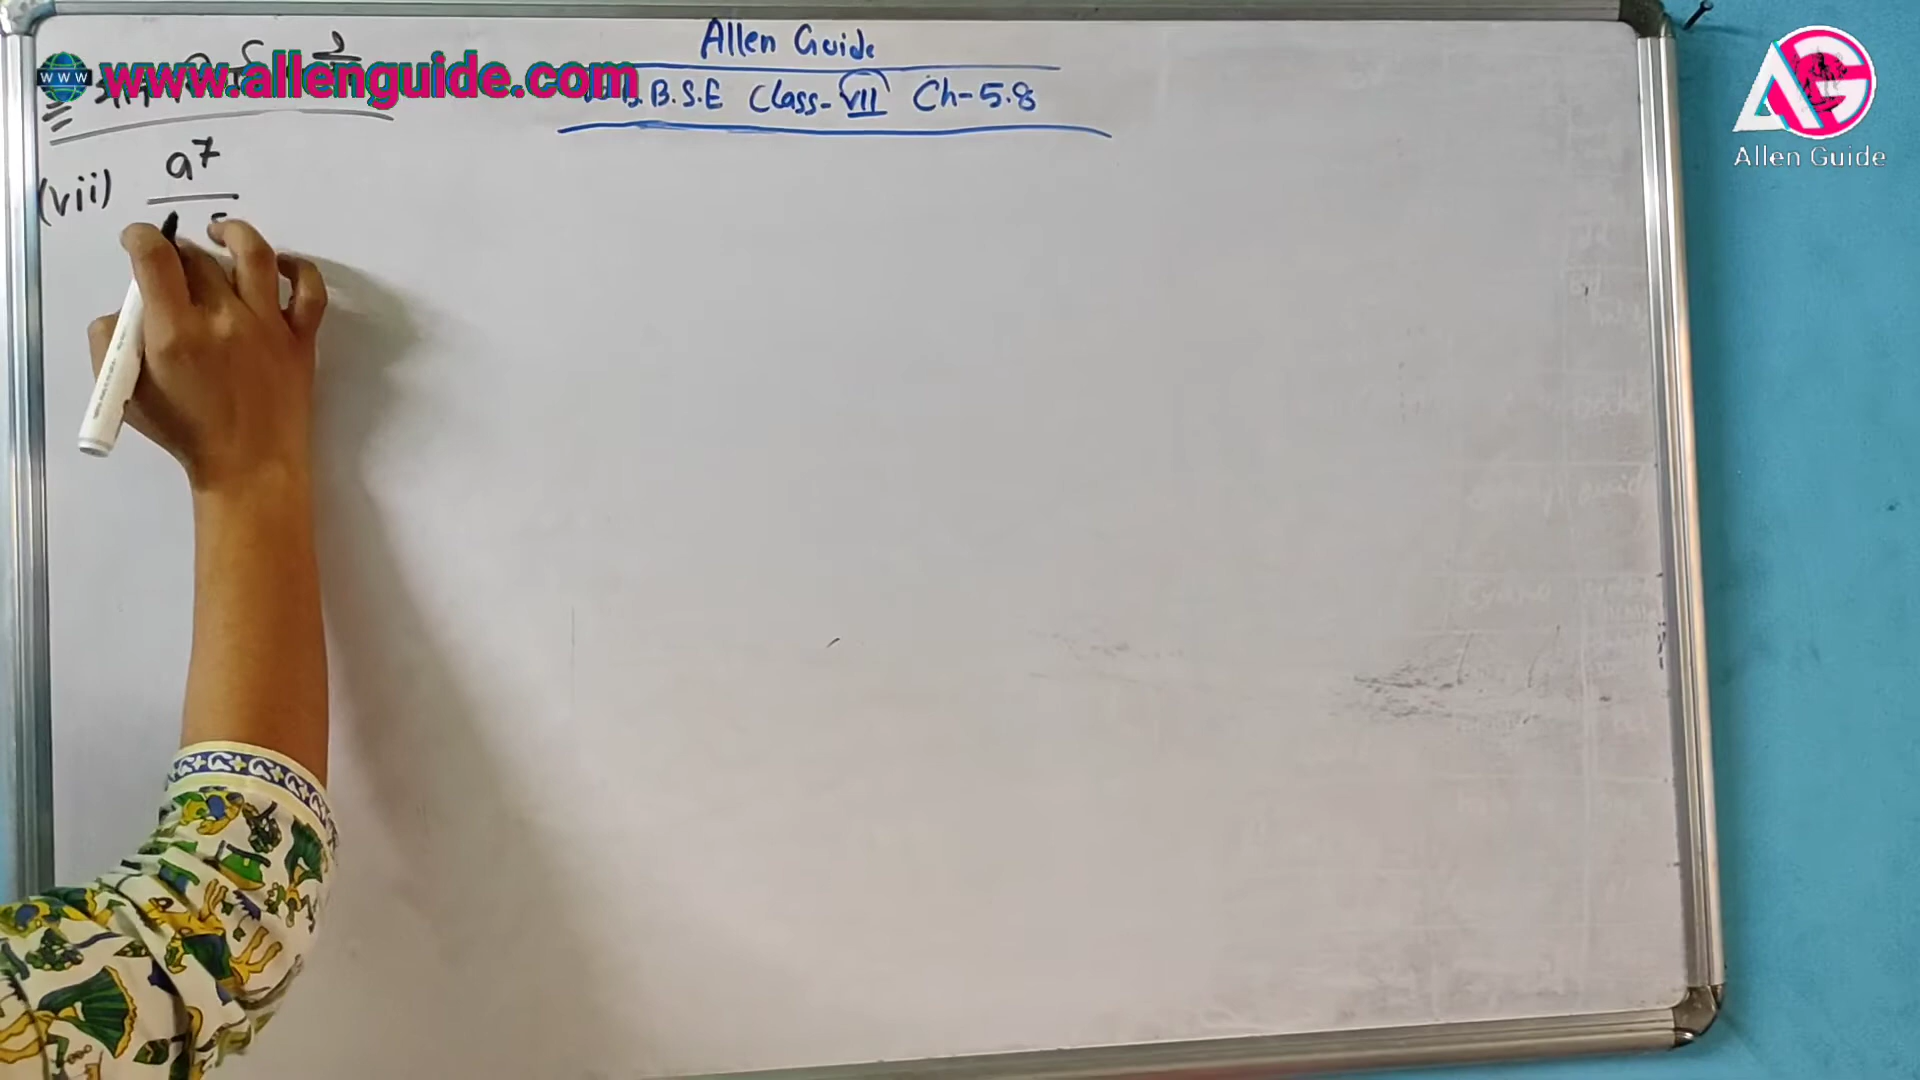 Allen Guide
www.allenguide.com
B.S.E Class-VII Ch-5.8
Allen Guide
(vii) a⁷